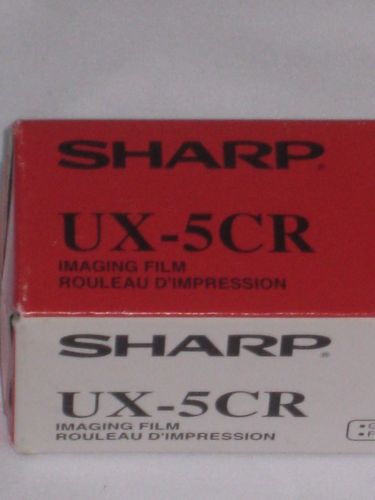 SHARP®
UX-5CR
IMAGING FILM
ROULEAU D'IMPRESSION
SHARP®
UX-5CR
IMAGING FILM
ROULEAU D'IMPRESSION